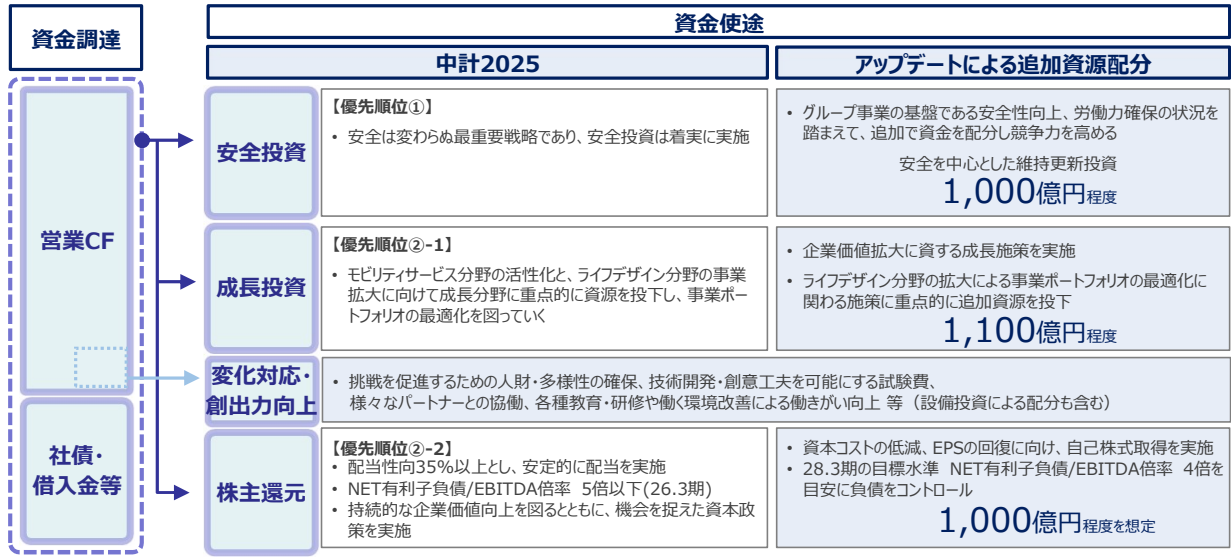 資金調達
資金使途
中計2025
アップデートによる追加資源配分
営業CF
社債・
借入金等
安全投資
【優先順位①】
• 安全は変わらぬ最重要戦略であり、安全投資は着実に実施
• グループ事業の基盤である安全性向上、労働力確保の状況を
踏まえて、追加で資金を配分し競争力を高める
安全を中心とした維持更新投資
1,000億円程度
成長投資
【優先順位②-1】
• モビリティサービス分野の活性化と、ライフデザイン分野の事業
拡大に向けて成長分野に重点的に資源を投下し、事業ポー
トフォリオの最適化を図っていく
• 企業価値拡大に資する成長施策を実施
• ライフデザイン分野の拡大による事業ポートフォリオの最適化に
関わる施策に重点的に追加資源を投下
1,100億円程度
変化対応・
創出力向上
• 挑戦を促進するための人財・多様性の確保、技術開発・創意工夫を可能にする試験費、
様々なパートナーとの協働、各種教育・研修や働く環境改善による働きがい向上 等（設備投資による配分も含む）
株主還元
【優先順位②-2】
• 配当性向35%以上とし、安定的に配当を実施
• NET有利子負債/EBITDA倍率 5倍以下(26.3期)
• 持続的な企業価値向上を図るとともに、機会を捉えた資本政
策を実施
• 資本コストの低減、EPSの回復に向け、自己株式取得を実施
• 28.3期の目標水準 NET有利子負債/EBITDA倍率 4倍を
目安に負債をコントロール
1,000億円程度を想定